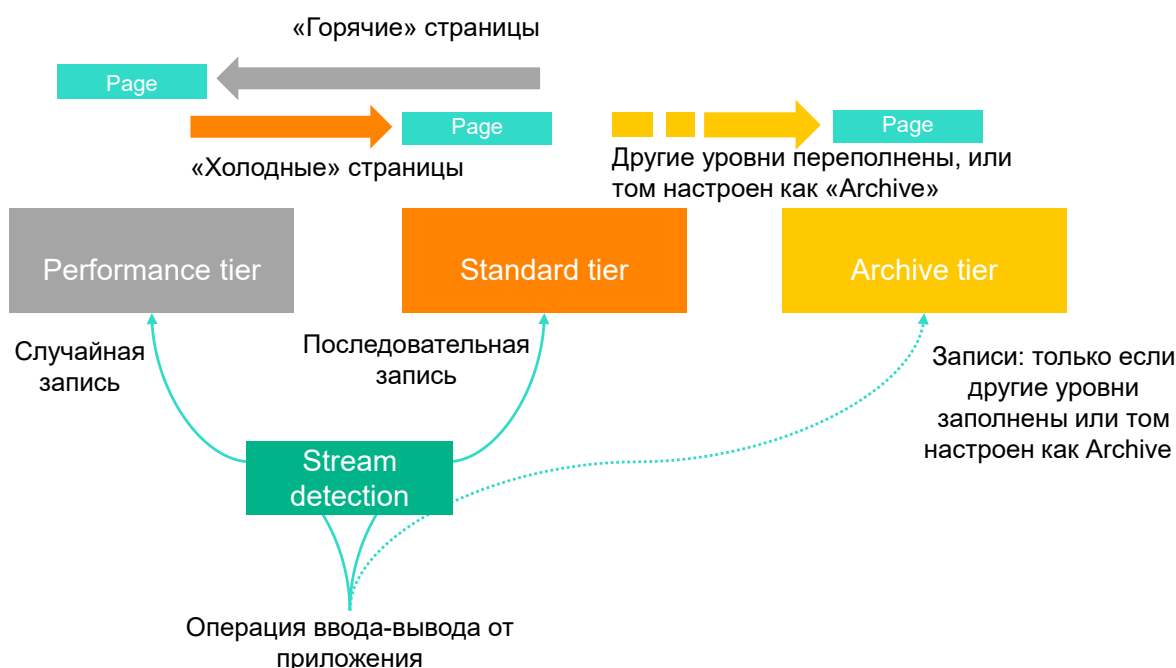 «Горячие» страницы
Page
Page
Page
«Холодные» страницы
Другие уровни переполнены, или
том настроен как «Archive»
Performance tier
Standard tier
Archive tier
Случайная
запись
Последовательная
запись
Записи: только если
другие уровни
заполнены или том
настроен как Archive
Stream
detection
Операция ввода-вывода от
приложения